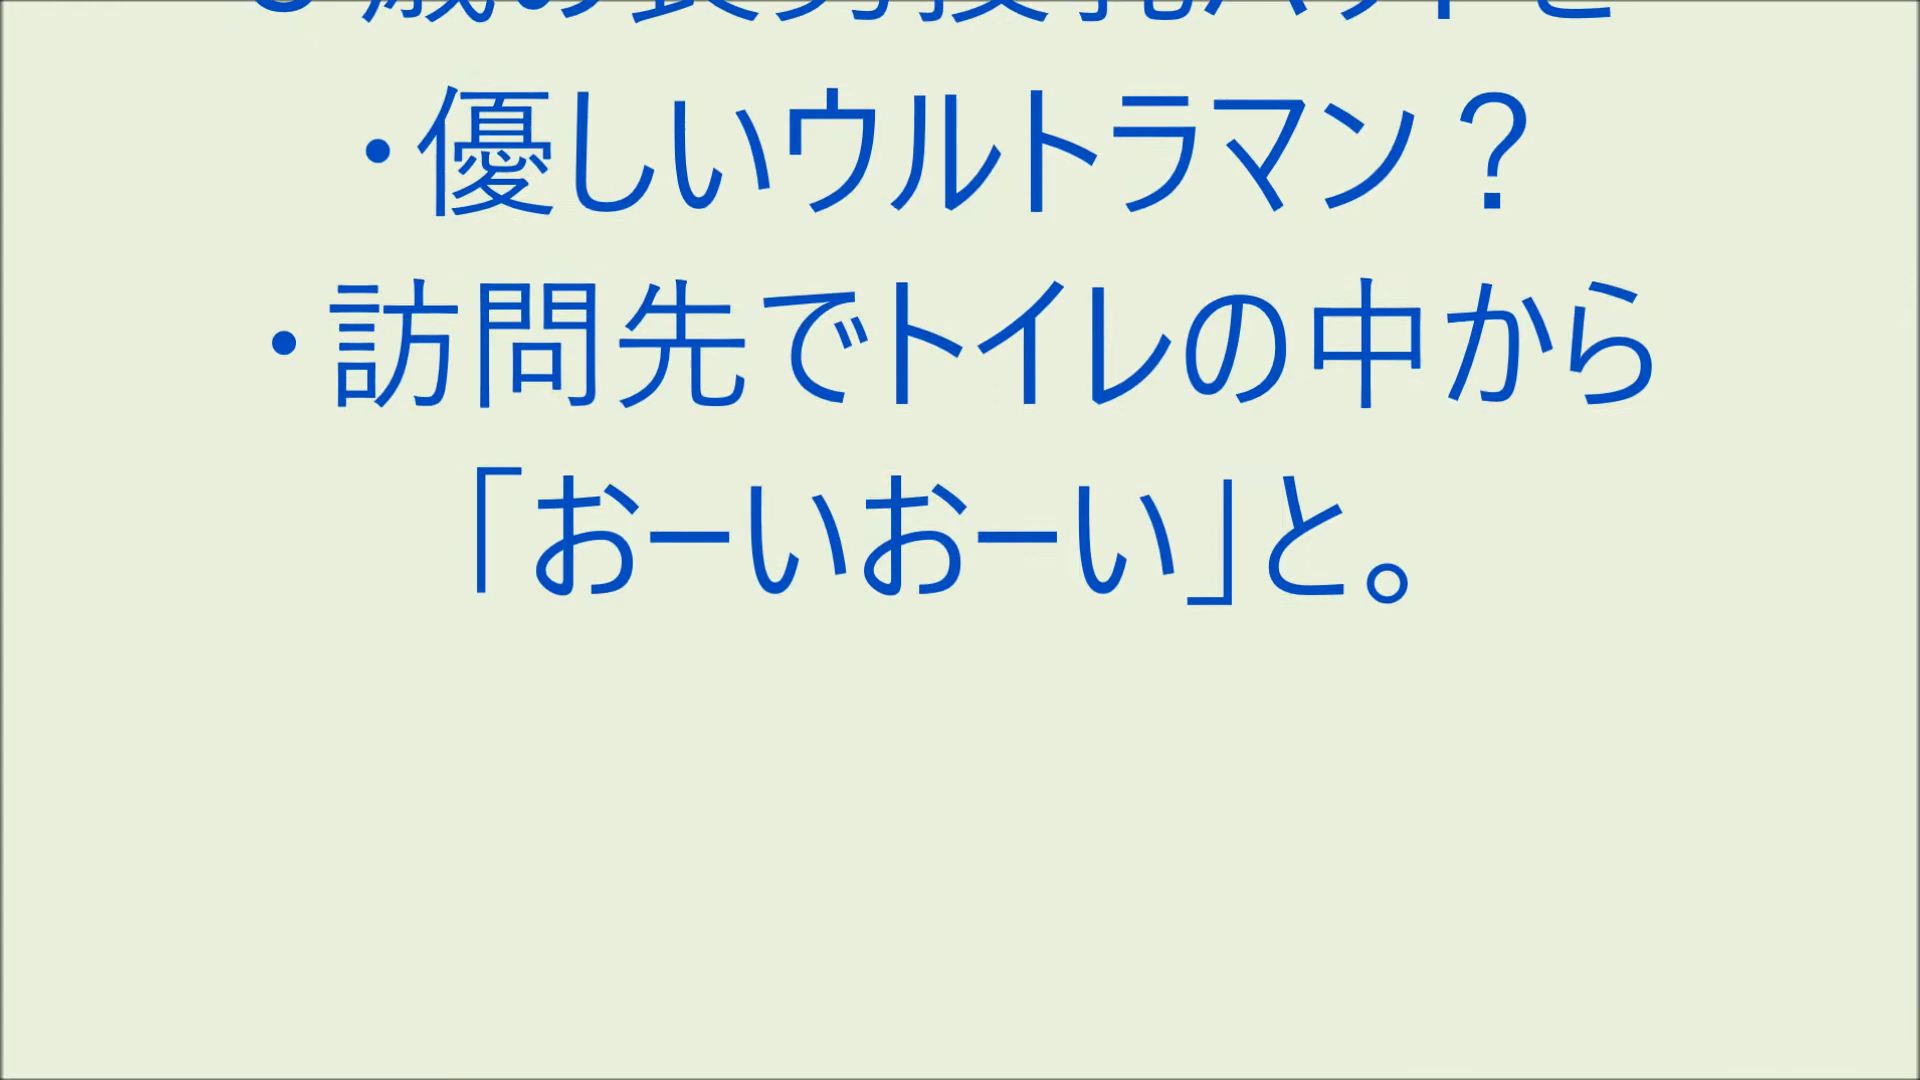 ・優しいウルトラマン？
・訪問先でトイレの中から
「おーいおーい」と。